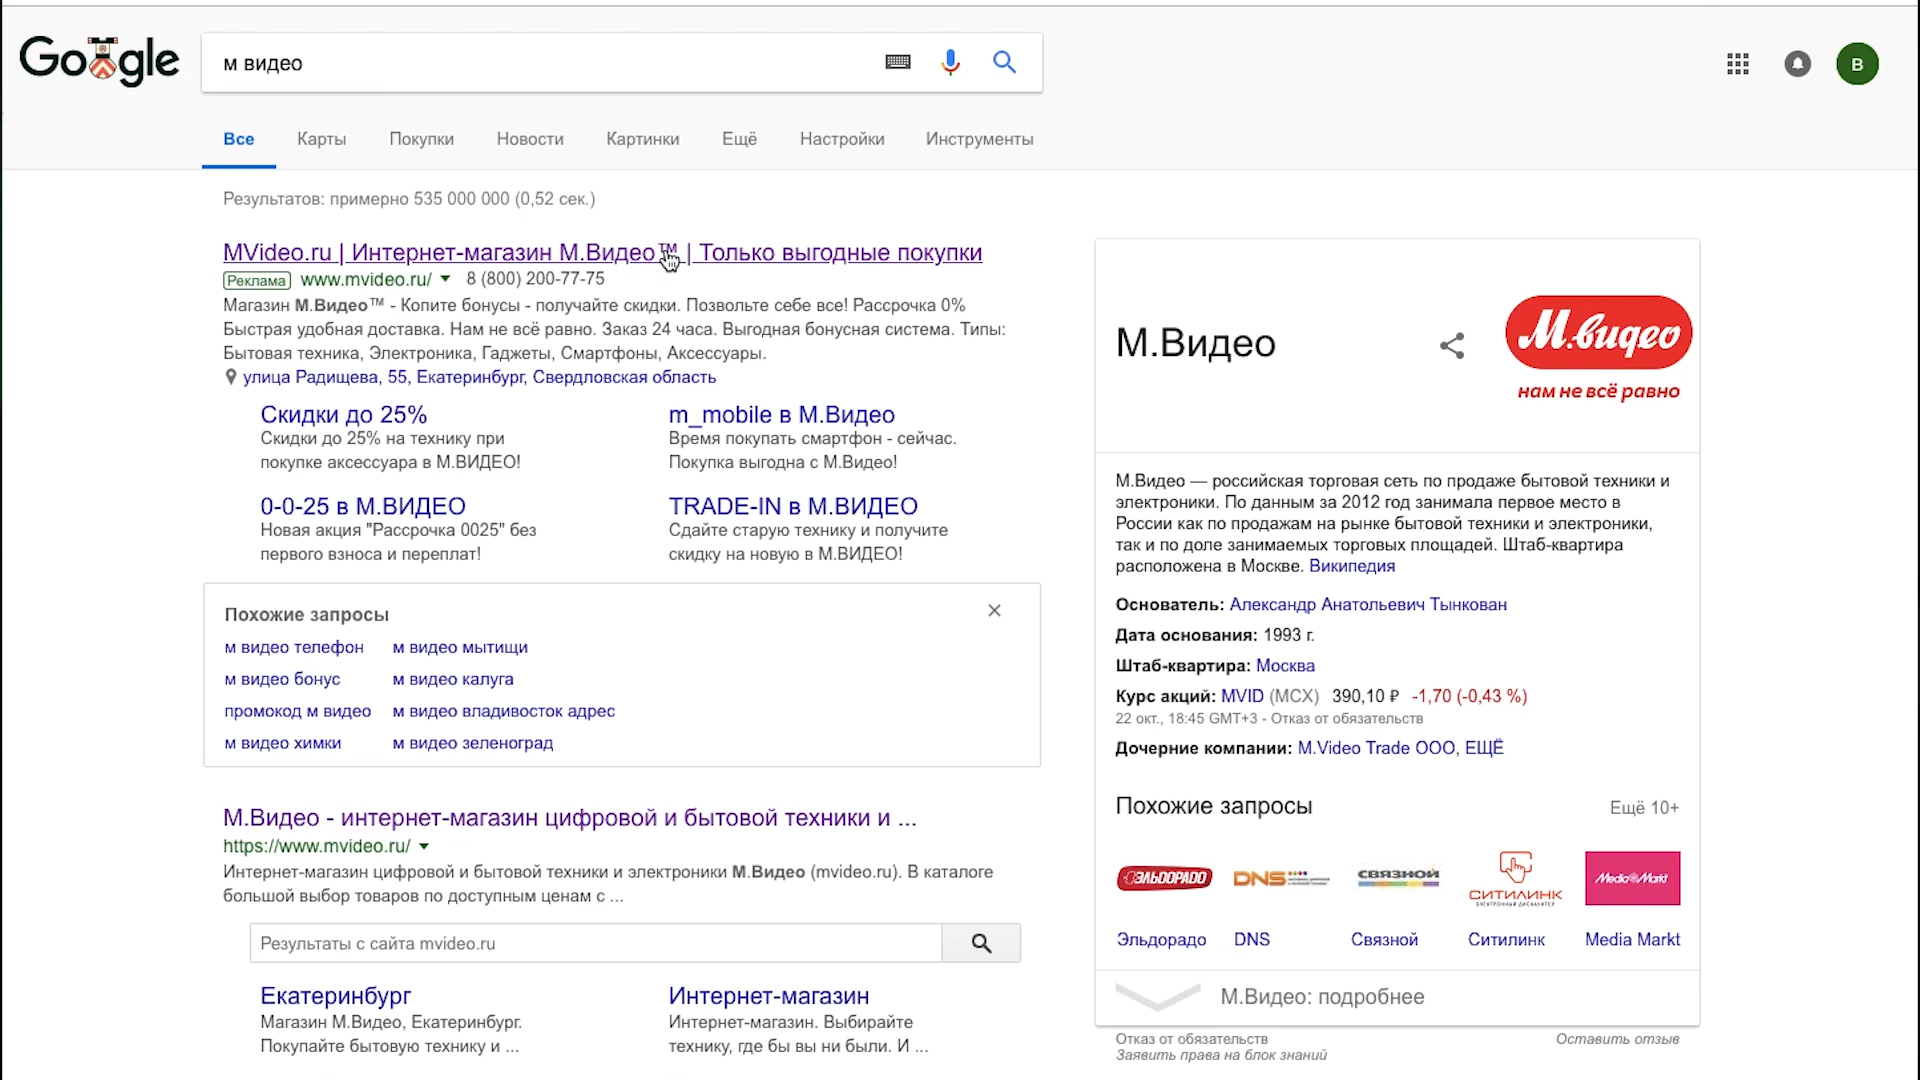 Google
м видео
В
Все
Карты
Покупки
Новости
Картинки
Ещё
Настройки
Инструменты
Результатов: примерно 535 000 000 (0,52 сек.)
MVideo.ru | Интернет-магазин М.Видео™ | Только выгодные покупки
Реклама www.mvideo.ru/ 8 (800) 200-77-75
Магазин М.Видео™ - Копите бонусы - получайте скидки. Позвольте себе все! Рассрочка 0%
Быстрая удобная доставка. Нам не всё равно. Заказ 24 часа. Выгодная бонусная система. Типы:
Бытовая техника, Электроника, Гаджеты, Смартфоны, Аксессуары.
улица Радищева, 55, Екатеринбург, Свердловская область
Скидки до 25%
Скидки до 25% на технику при
покупке аксессуара в М.ВИДЕО!
m_mobile в М.Видео
Время покупать смартфон - сейчас.
Покупка выгодна с М.Видео!
0-0-25 в М.ВИДЕО
Новая акция "Рассрочка 0025" без
первого взноса и переплат!
TRADE-IN в М.ВИДЕО
Сдайте старую технику и получите
скидку на новую в М.ВИДЕО!
Похожие запросы
м видео телефон
м видео мытищи
м видео бонус
м видео калуга
промокод м видео
м видео владивосток адрес
м видео химки
м видео зеленоград
М.Видео - интернет-магазин цифровой и бытовой техники и ...
https://www.mvideo.ru/
Интернет-магазин цифровой и бытовой техники и электроники М.Видео (mvideo.ru). В каталоге
большой выбор товаров по доступным ценам с ...
Результаты с сайта mvideo.ru
Екатеринбург
Магазин М.Видео, Екатеринбург.
Покупайте бытовую технику и ...
Интернет-магазин
Интернет-магазин. Выбирайте
технику, где бы вы ни были. И ...
М.Видео
М.видео
нам не всё равно
М.Видео — российская торговая сеть по продаже бытовой техники и
электроники. По данным за 2012 год занимала первое место в
России как по продажам на рынке бытовой техники и электроники,
так и по доле занимаемых торговых площадей. Штаб-квартира
расположена в Москве. Википедия
Основатель: Александр Анатольевич Тынкован
Дата основания: 1993 г.
Штаб-квартира: Москва
Курс акций: MVID (MCX) 390,10 ₽ -1,70 (-0,43 %)
22 окт., 18:45 GMT+3 - Отказ от обязательств
Дочерние компании: M.Video Trade OOO, ЕЩЁ
Похожие запросы
Ещё 10+
ЭЛЬДОРАДО
DNS
СВЯЗНОЙ
СИТИЛИНК
ЭЛЕКТРОННЫЙ ДИСКАУНТЕР
Media Markt
Эльдорадо
DNS
Связной
Ситилинк
Media Markt
М.Видео: подробнее
Отказ от обязательств
Оставить отзыв
Заявить права на блок знаний